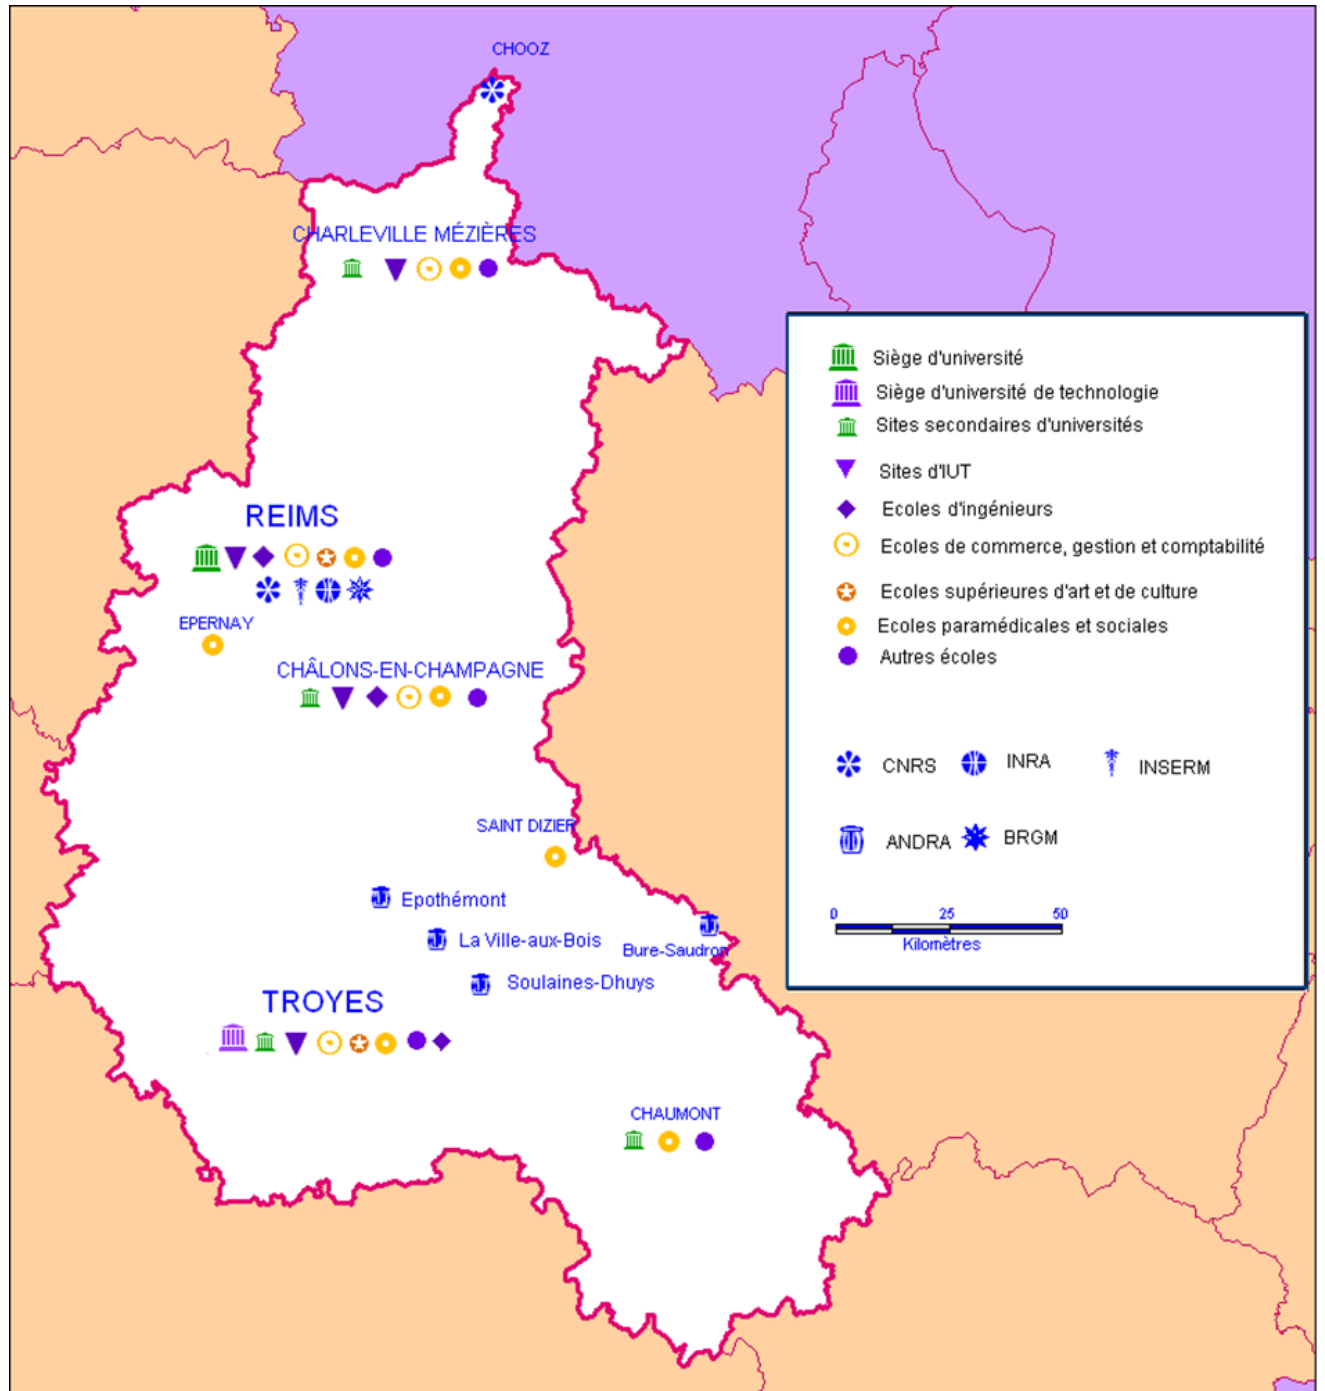 CHOOZ
CHARLEVILLE MÉZIÈRES
REIMS
EPERNAY
CHÂLONS-EN-CHAMPAGNE
SAINT DIZIER
Epothémont
La Ville-aux-Bois
Bure-Saudron
Soulaines-Dhuys
TROYES
CHAUMONT
Siège d'université
Siège d'université de technologie
Sites secondaires d'universités
Sites d'IUT
Ecoles d'ingénieurs
Ecoles de commerce, gestion et comptabilité
Ecoles supérieures d'art et de culture
Ecoles paramédicales et sociales
Autres écoles
CNRS INRA INSERM
ANDRA BRGM
0 25 50
Kilomètres